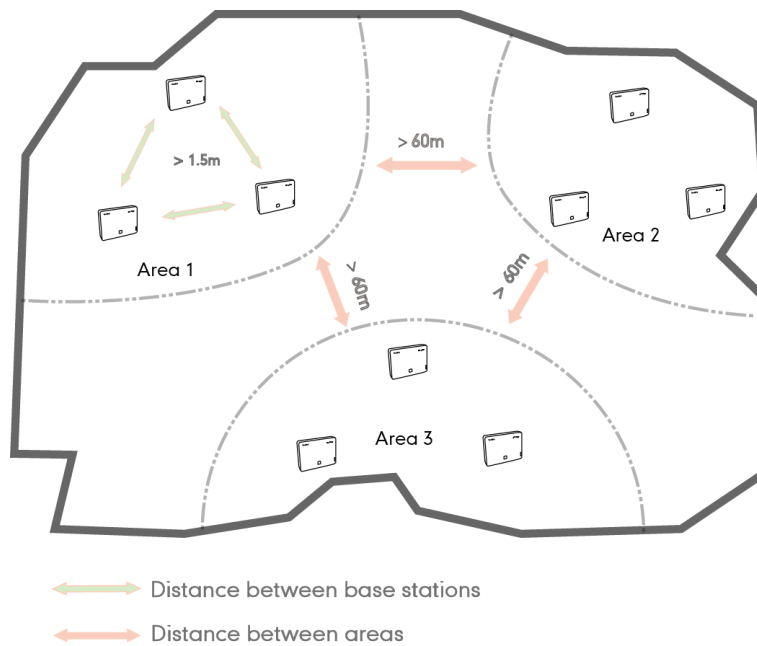 > 60m
> 1.5m
Area 1
Area 2
> 60m
> 60m
Area 3
Distance between base stations
Distance between areas